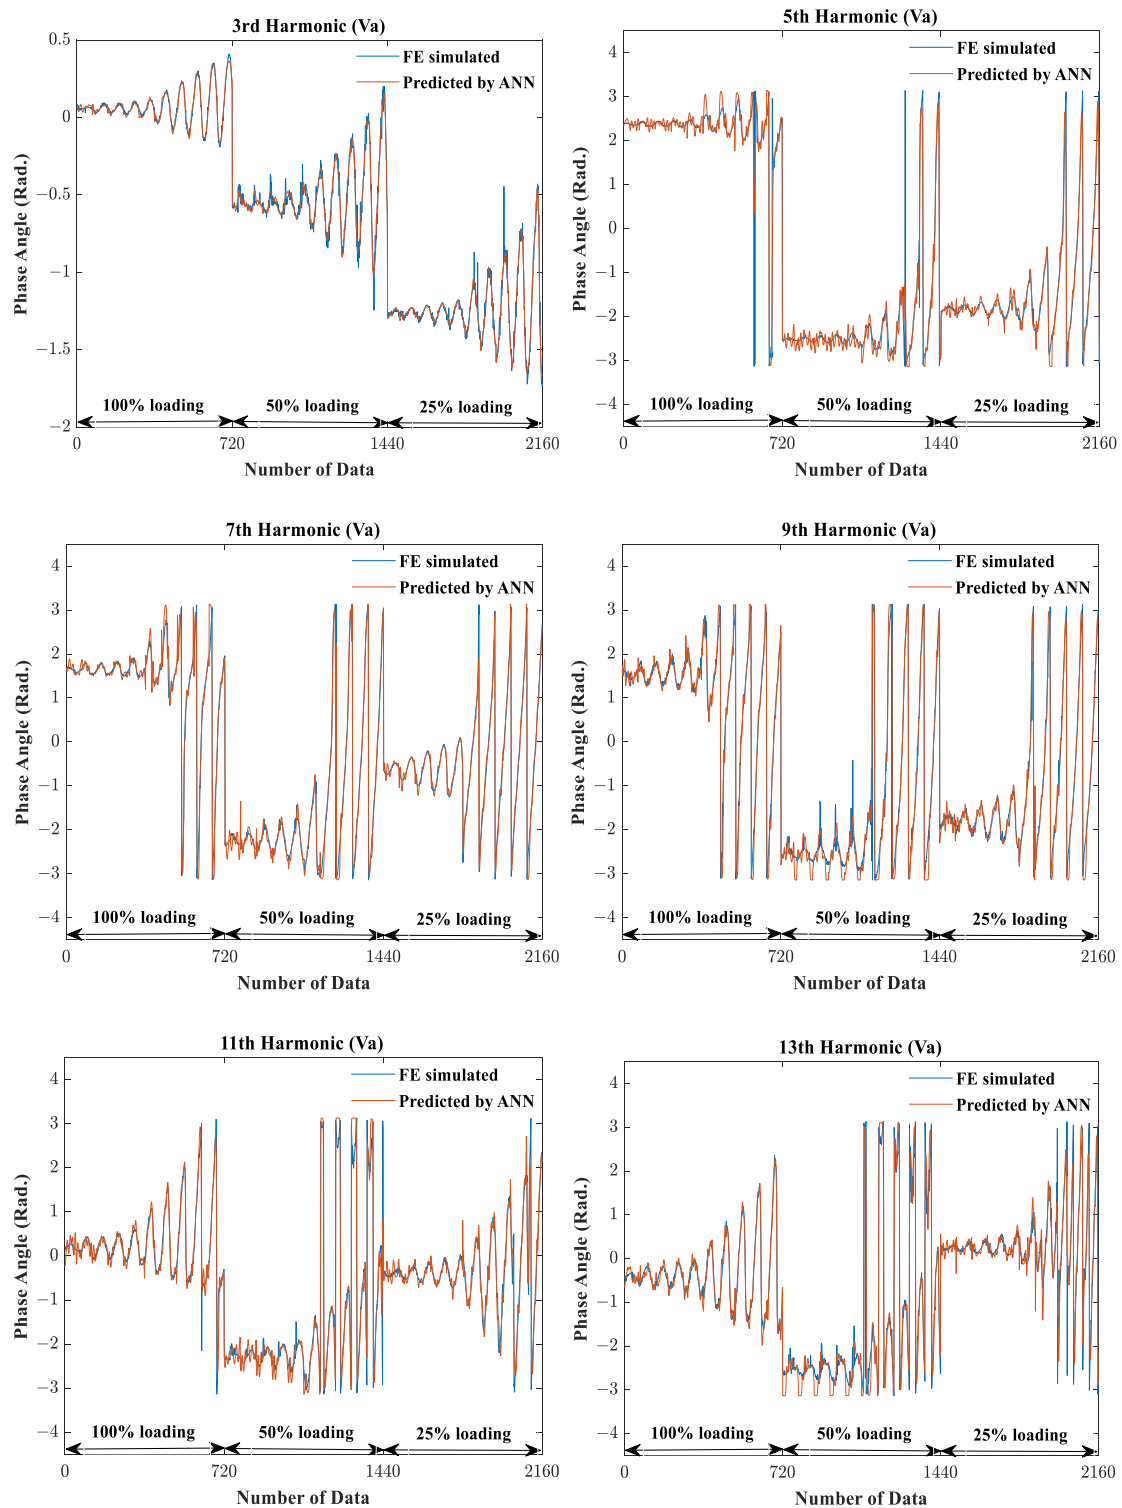 3rd Harmonic (Va)
0.5
0
−0.5
−1
−1.5
−2
Phase Angle (Rad.)
FE simulated
Predicted by ANN
100% loading
50% loading
25% loading
0
720
1440
2160
Number of Data
5th Harmonic (Va)
4
3
2
1
0
−1
−2
−3
−4
Phase Angle (Rad.)
FE simulated
Predicted by ANN
100% loading
50% loading
25% loading
0
720
1440
2160
Number of Data
7th Harmonic (Va)
4
3
2
1
0
−1
−2
−3
−4
Phase Angle (Rad.)
FE simulated
Predicted by ANN
100% loading
50% loading
25% loading
0
720
1440
2160
Number of Data
9th Harmonic (Va)
4
3
2
1
0
−1
−2
−3
−4
Phase Angle (Rad.)
FE simulated
Predicted by ANN
100% loading
50% loading
25% loading
0
720
1440
2160
Number of Data
11th Harmonic (Va)
4
3
2
1
0
−1
−2
−3
−4
Phase Angle (Rad.)
FE simulated
Predicted by ANN
100% loading
50% loading
25% loading
0
720
1440
2160
Number of Data
13th Harmonic (Va)
4
3
2
1
0
−1
−2
−3
−4
Phase Angle (Rad.)
FE simulated
Predicted by ANN
100% loading
50% loading
25% loading
0
720
1440
2160
Number of Data